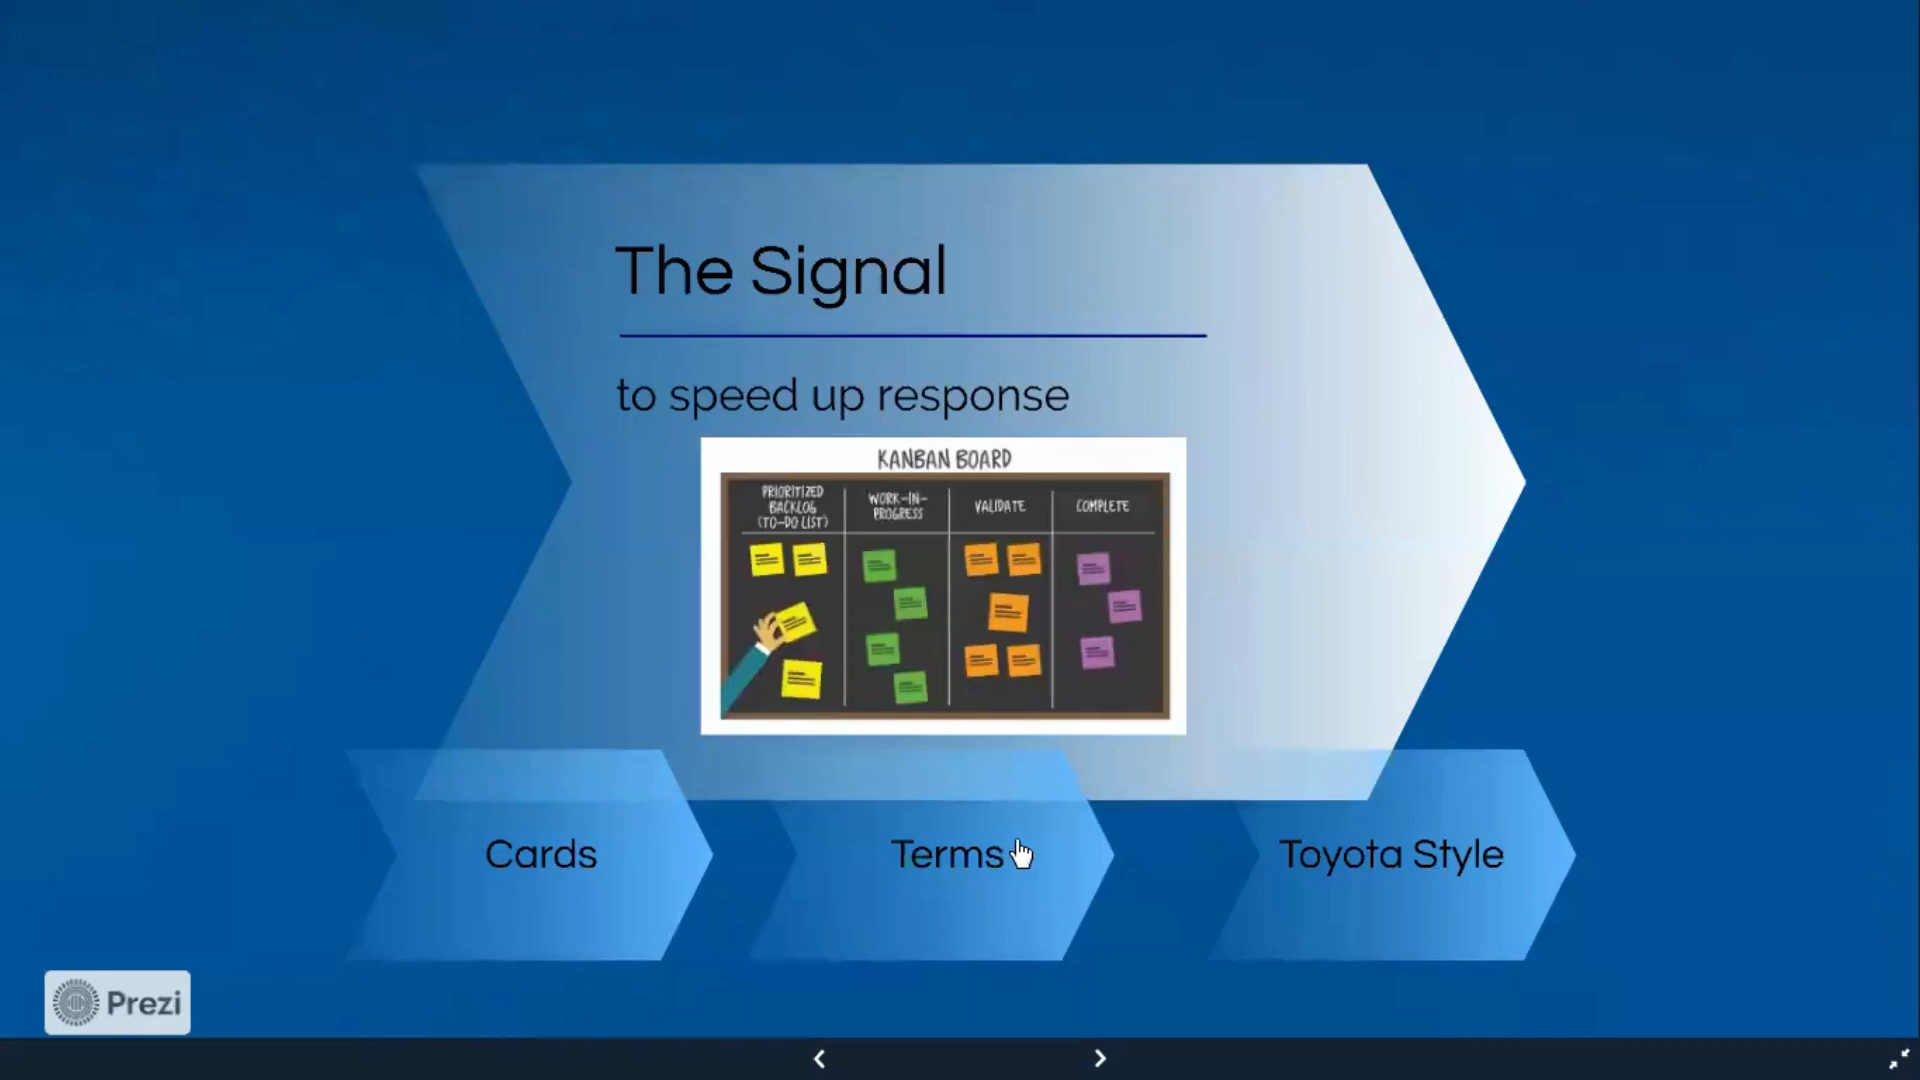 The Signal
to speed up response
KANBAN BOARD
PRIORITIZED
BACKLOG
(TO-DO LIST)
WORK-IN-
PROGRESS
VALIDATE
COMPLETE
Cards
Terms
Toyota Style
Prezi